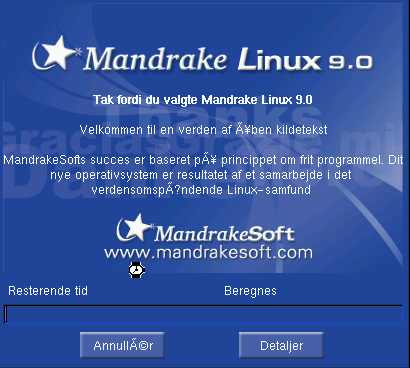 Mandrake Linux 9.0
Tak fordi du valgte Mandrake Linux 9.0
Velkommen til en verden af Ã¥ben kildetekst
MandrakeSofts succes er baseret pÃ¥ princippet om frit programmel. Dit
nye operativsystem er resultatet af et samarbejde i det
verdensomspÃ?ndende Linux-samfund
MandrakeSoft
www.mandrakesoft.com
Resterende tid Beregnes
AnnullÃ©r Detaljer